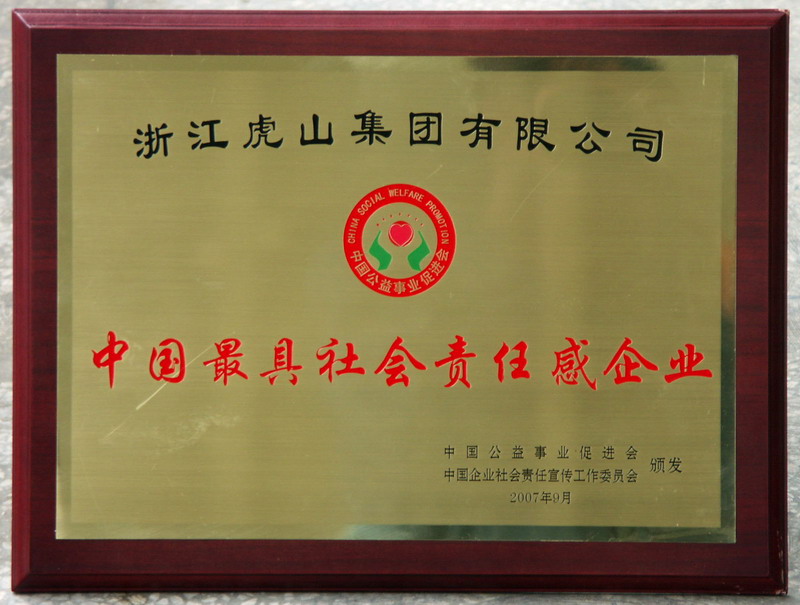 浙江虎山集团有限公司
CHINA SOCIAL WELFARE PROMOTION
中国公益事业促进会
中国最具社会责任感企业
中国公益事业促进会
中国企业社会责任宣传工作委员会 颁发
2007年9月